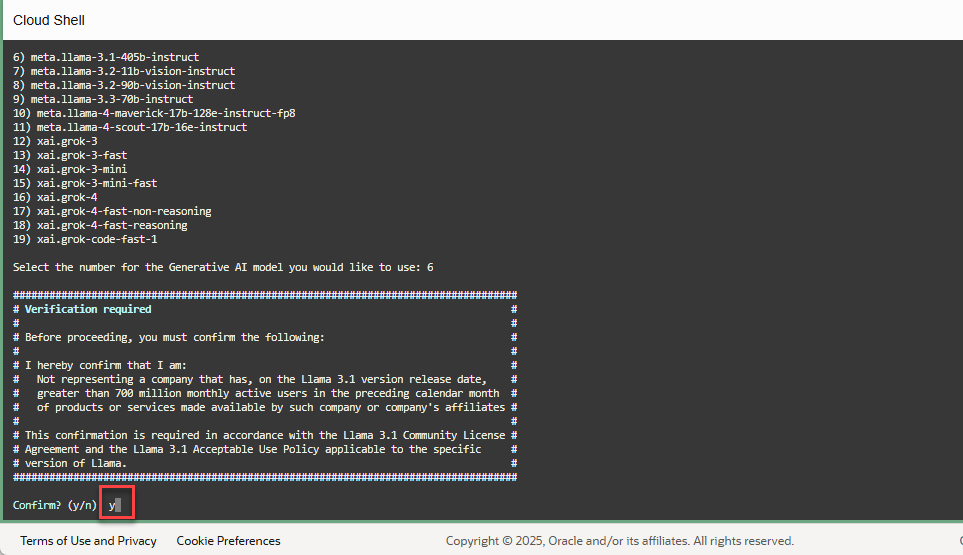 Cloud Shell
6) meta.llama-3.1-405b-instruct
7) meta.llama-3.2-11b-vision-instruct
8) meta.llama-3.2-90b-vision-instruct
9) meta.llama-3.3-70b-instruct
10) meta.llama-4-maverick-17b-128e-instruct-fp8
11) meta.llama-4-scout-17b-16e-instruct
12) xai.grok-3
13) xai.grok-3-fast
14) xai.grok-3-mini
15) xai.grok-3-mini-fast
16) xai.grok-4
17) xai.grok-4-fast-non-reasoning
18) xai.grok-4-fast-reasoning
19) xai.grok-code-fast-1
Select the number for the Generative AI model you would like to use: 6
####################################################################################
# Verification required #
# #
# Before proceeding, you must confirm the following: #
# #
# I hereby confirm that I am: #
# Not representing a company that has, on the Llama 3.1 version release date, #
# greater than 700 million monthly active users in the preceding calendar month #
# of products or services made available by such company or company's affiliates #
# #
# This confirmation is required in accordance with the Llama 3.1 Community License #
# Agreement and the Llama 3.1 Acceptable Use Policy applicable to the specific #
# version of Llama. #
####################################################################################
Confirm? (y/n) y
Terms of Use and Privacy Cookie Preferences Copyright © 2025, Oracle and/or its affiliates. All rights reserved.